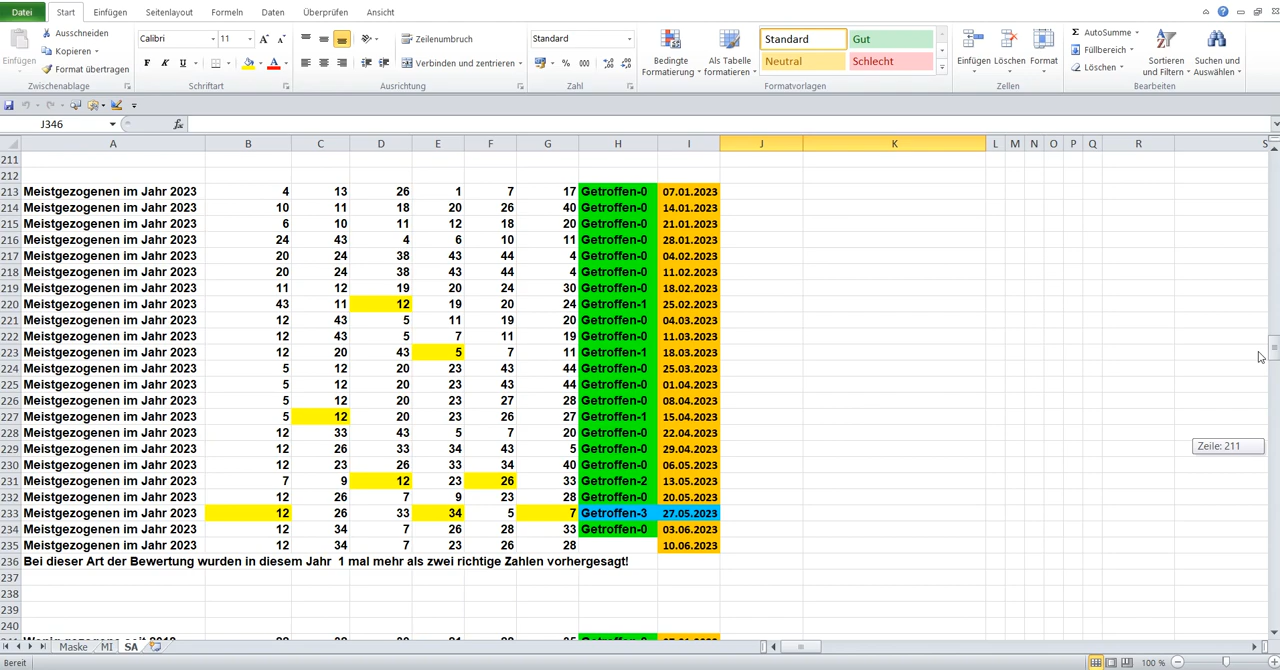 Datei Start Einfügen Seitenlayout Formeln Daten Überprüfen Ansicht
Einfügen Ausschneiden Kopieren Format übertragen Zwischenablage
Calibri 11 F K U Schriftart
Zeilenumbruch Verbinden und zentrieren Ausrichtung
Standard % 000 Zahl
Bedingte Formatierung Als Tabelle formatieren Standard Gut Neutral Schlecht Formatvorlagen
Einfügen Löschen Format Zellen
Σ AutoSumme Füllbereich Löschen Sortieren und Filtern Suchen und Auswählen Bearbeiten
J346 fx
A B C D E F G H I J K L M N O P Q R S
211
212
213 Meistgezogenen im Jahr 2023 4 13 26 1 7 17 Getroffen-0 07.01.2023
214 Meistgezogenen im Jahr 2023 10 11 18 20 26 40 Getroffen-0 14.01.2023
215 Meistgezogenen im Jahr 2023 6 10 11 12 18 20 Getroffen-0 21.01.2023
216 Meistgezogenen im Jahr 2023 24 43 4 6 10 11 Getroffen-0 28.01.2023
217 Meistgezogenen im Jahr 2023 20 24 38 43 44 4 Getroffen-0 04.02.2023
218 Meistgezogenen im Jahr 2023 20 24 38 43 44 4 Getroffen-0 11.02.2023
219 Meistgezogenen im Jahr 2023 11 12 19 20 24 30 Getroffen-0 18.02.2023
220 Meistgezogenen im Jahr 2023 43 11 12 19 20 24 Getroffen-1 25.02.2023
221 Meistgezogenen im Jahr 2023 12 43 5 11 19 20 Getroffen-0 04.03.2023
222 Meistgezogenen im Jahr 2023 12 43 5 7 11 19 Getroffen-0 11.03.2023
223 Meistgezogenen im Jahr 2023 12 20 43 5 7 11 Getroffen-1 18.03.2023
224 Meistgezogenen im Jahr 2023 5 12 20 23 43 44 Getroffen-0 25.03.2023
225 Meistgezogenen im Jahr 2023 5 12 20 23 43 44 Getroffen-0 01.04.2023
226 Meistgezogenen im Jahr 2023 5 12 20 23 27 28 Getroffen-0 08.04.2023
227 Meistgezogenen im Jahr 2023 5 12 20 23 26 27 Getroffen-1 15.04.2023
228 Meistgezogenen im Jahr 2023 12 33 43 5 7 20 Getroffen-0 22.04.2023
229 Meistgezogenen im Jahr 2023 12 26 33 34 43 5 Getroffen-0 29.04.2023
230 Meistgezogenen im Jahr 2023 12 23 26 33 34 40 Getroffen-0 06.05.2023
231 Meistgezogenen im Jahr 2023 7 9 12 23 26 33 Getroffen-2 13.05.2023
232 Meistgezogenen im Jahr 2023 12 26 7 9 23 28 Getroffen-0 20.05.2023
233 Meistgezogenen im Jahr 2023 12 26 33 34 5 7 Getroffen-3 27.05.2023
234 Meistgezogenen im Jahr 2023 12 34 7 26 28 33 Getroffen-0 03.06.2023
235 Meistgezogenen im Jahr 2023 12 34 7 23 26 28 10.06.2023
236 Bei dieser Art der Bewertung wurden in diesem Jahr 1 mal mehr als zwei richtige Zahlen vorhergesagt!
237
238
239
240
Zeile: 211
Maske MI SA
Bereit 100 %